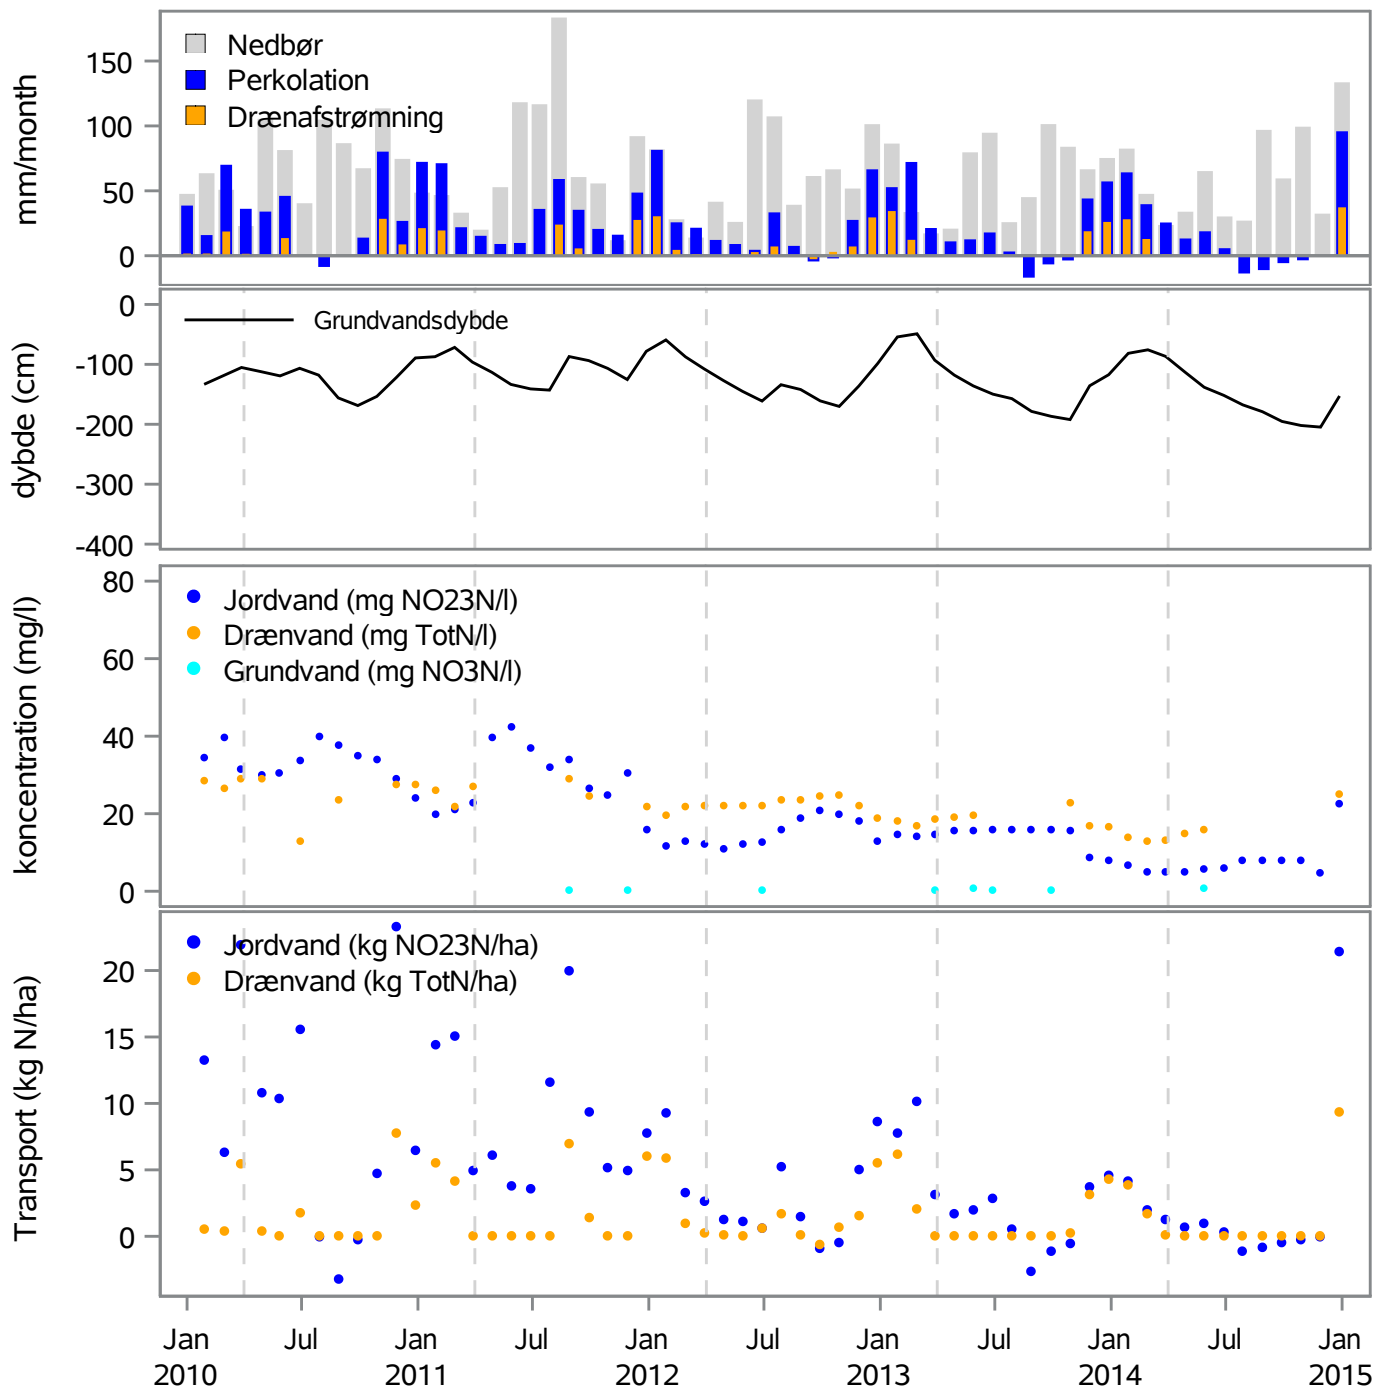 mm/month
150
100
50
0
Nedbør
Perkolation
Drænafstrømning
dybde (cm)
0
-100
-200
-300
-400
Grundvandsdybde
koncentration (mg/l)
80
60
40
20
0
Jordvand (mg NO23N/l)
Drænvand (mg TotN/l)
Grundvand (mg NO3N/l)
Transport (kg N/ha)
20
15
10
5
0
Jordvand (kg NO23N/ha)
Drænvand (kg TotN/ha)
Jan Jul Jan Jul Jan Jul Jan Jul Jan Jul Jan
2010 2011 2012 2013 2014 2015